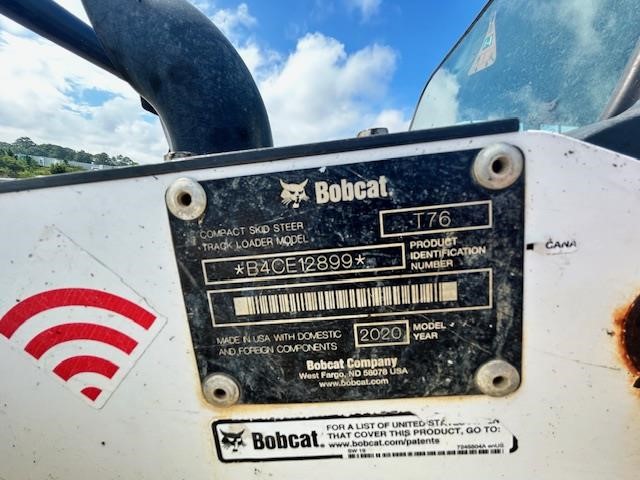 Bobcat.
COMPACT SKID STEER
TRACK LOADER MODEL
T76
*B4CE12899*
PRODUCT
IDENTIFICATION
NUMBER
MADE IN USA WITH DOMESTIC
AND FOREIGN COMPONENTS
2020
MODEL
YEAR
Bobcat Company
West Fargo, ND 58078 USA
www.bobcat.com
CANA
Bobcat.
FOR A LIST OF UNITED
THAT COVER THIS PRODUCT, GO TO:
www.bobcat.com/patents
7245804A enUS